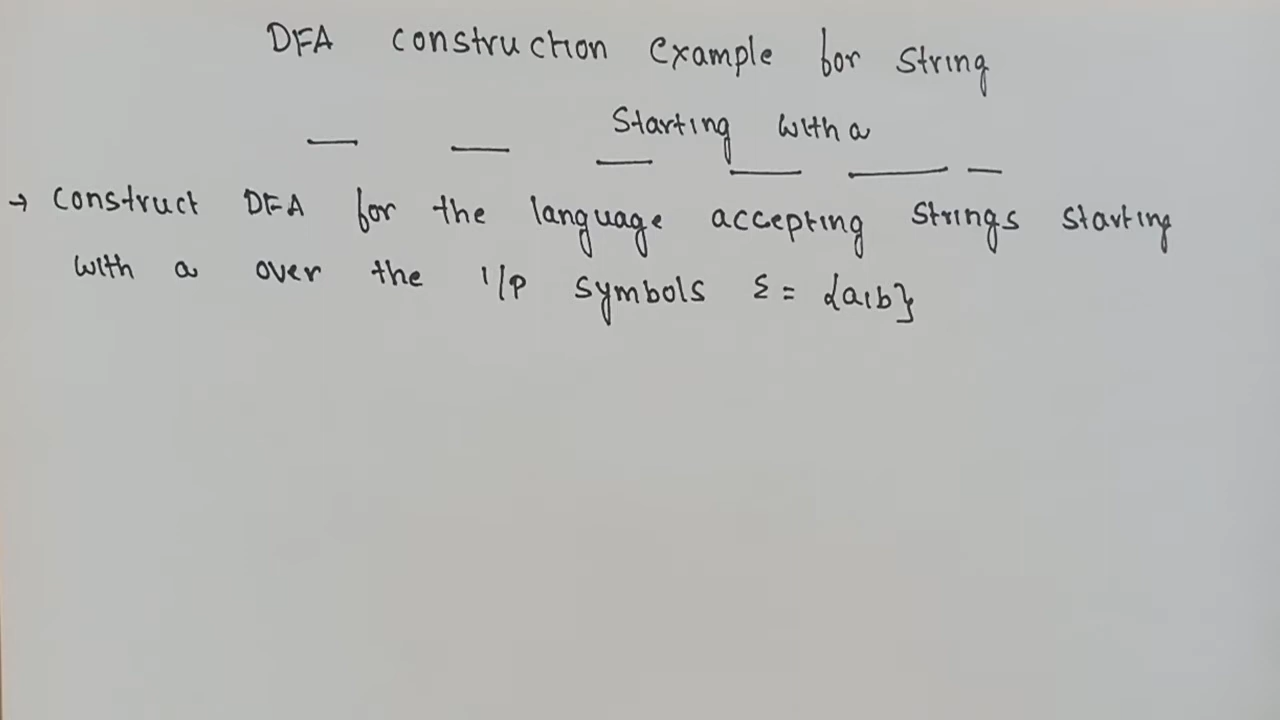 DFA construction Example for String
Starting with a
→ Construct DFA for the language accepting Strings starting
with a over the I/P symbols Σ = {a,b}